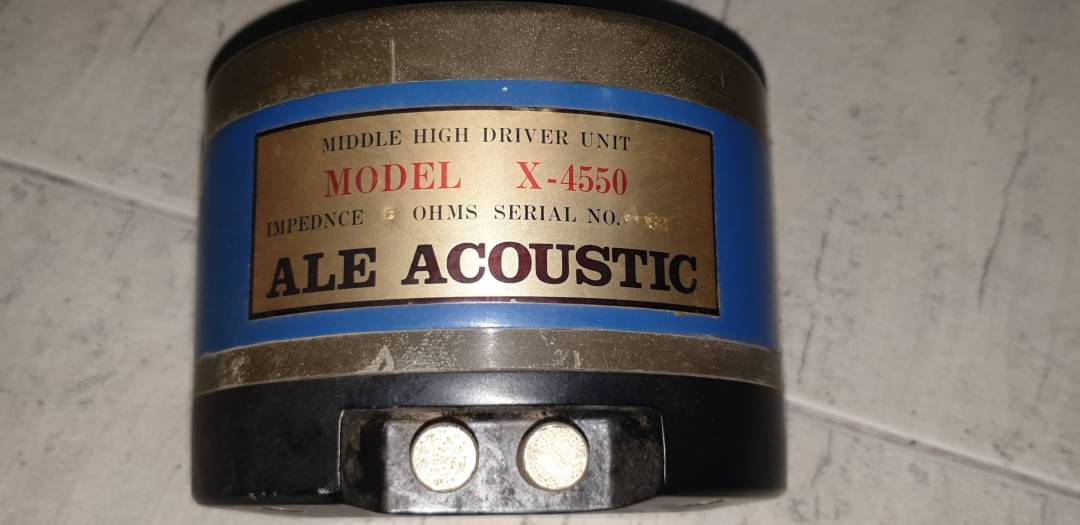 MIDDLE HIGH DRIVER UNIT
MODEL X-4550
IMPEDNCE OHMS SERIAL NO.
ALE ACOUSTIC